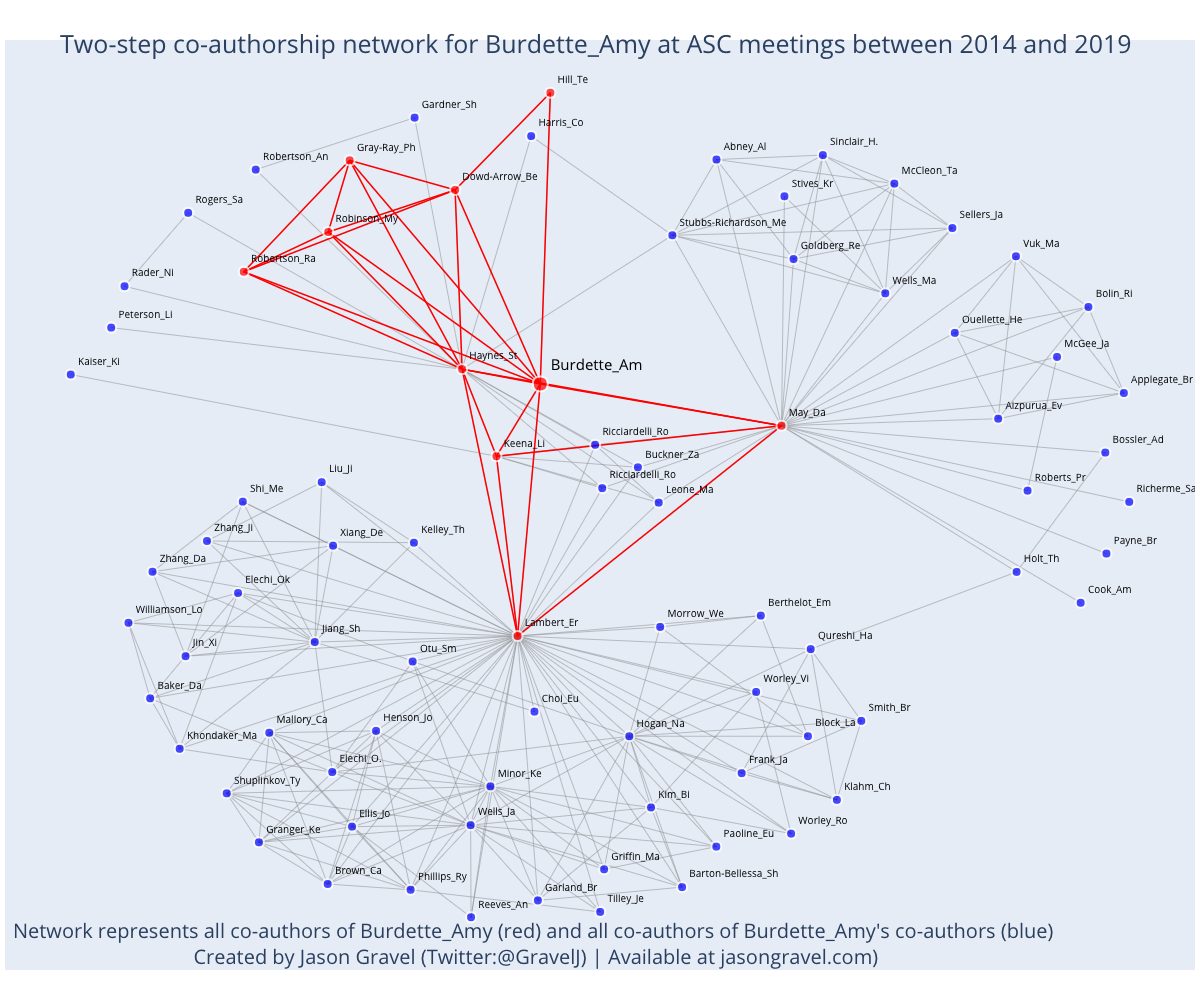 Two-step co-authorship network for Burdette_Amy at ASC meetings between 2014 and 2019
Hill_Te
Gardner_Sh
Harris_Co
Gray-Ray_Ph
Robertson_An
Dowd-Arrow_Be
Rogers_Sa
Robinson_My
Robertson_Ra
Rader_Ni
Peterson_Li
Kaiser_Ki
Haynes_St
Burdette_Am
Abney_Al
Sinclair_H.
McCleon_Ta
Stives_Kr
Stubbs-Richardson_Me
Sellers_Ja
Goldberg_Re
Wells_Ma
Vuk_Ma
Bolin_Ri
Ouellette_He
McGee_Ja
Applegate_Br
Aizpurua_Ev
May_Da
Bossler_Ad
Roberts_Pr
Richerme_Sa
Payne_Br
Holt_Th
Cook_Am
Keena_Li
Ricciardelli_Ro
Buckner_Za
Ricciardelli_Ro
Leone_Ma
Liu_Ji
Shi_Me
Zhang_Ji
Xiang_De
Kelley_Th
Zhang_Da
Elechi_Ok
Williamson_Lo
Jin_Xi
Jiang_Sh
Lambert_Er
Otu_Sm
Baker_Da
Khondaker_Ma
Morrow_We
Berthelot_Em
Qureshi_Ha
Worley_Vi
Choi_Eu
Smith_Br
Block_La
Hogan_Na
Mallory_Ca
Henson_Jo
Elechi_O.
Frank_Ja
Minor_Ke
Shuplinkov_Ty
Klahm_Ch
Kim_Bi
Wells_Ja
Ellis_Jo
Granger_Ke
Worley_Ro
Paoline_Eu
Griffin_Ma
Brown_Ca
Phillips_Ry
Barton-Bellessa_Sh
Garland_Br
Tilley_Je
Reeves_An
Network represents all co-authors of Burdette_Amy (red) and all co-authors of Burdette_Amy's co-authors (blue)
Created by Jason Gravel (Twitter:@GravelJ) | Available at jasongravel.com)